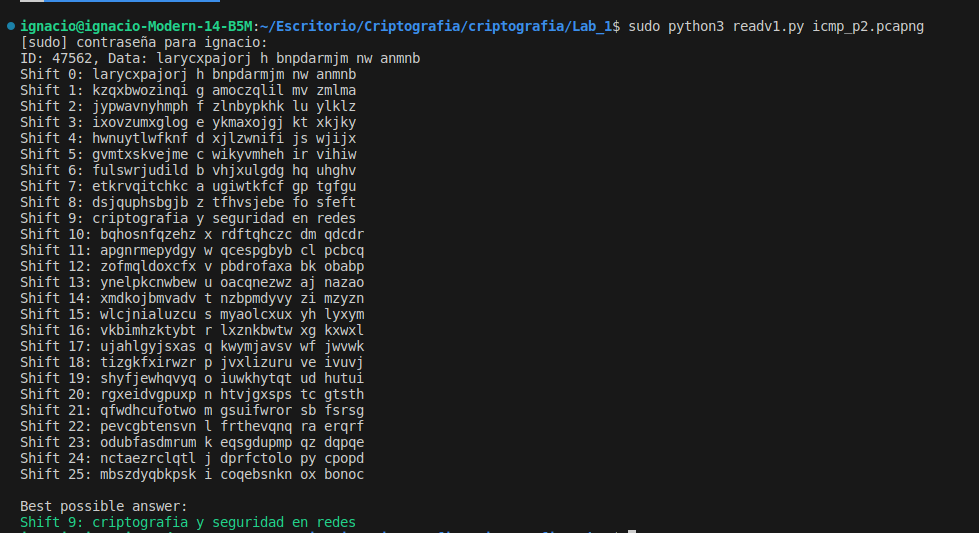 ignacio@ignacio-Modern-14-B5M:~/Escritorio/Criptografia/criptografia/Lab_1$ sudo python3 readv1.py icmp_p2.pcapng
[sudo] contraseña para ignacio:
ID: 47562, Data: larycxpajorj h bnpdarmjm nw anmnb
Shift 0: larycxpajorj h bnpdarmjm nw anmnb
Shift 1: kzqxbwozinqi g amoczqlil mv zmlma
Shift 2: jypwavnyhmph f zlnbypkhk lu ylklz
Shift 3: ixovzumxglog e ykmaxojgj kt xkjky
Shift 4: hwnuytlwfknf d xjlzwnifi js wjijx
Shift 5: gvmtxskvejme c wikyvmheh ir vihiw
Shift 6: fulswrjudild b vhjxulgdg hq uhghv
Shift 7: etkrvqitchkc a ugiwtkfcf gp tgfgu
Shift 8: dsjquphsbgjb z tfhvsjebe fo sfeft
Shift 9: criptografia y seguridad en redes
Shift 10: bqhosnfqzehz x rdftqhczc dm qdcdr
Shift 11: apgnrmepydgy w qcespgbyb cl pcbcq
Shift 12: zofmqldoxcfx v pbdrofaxa bk obabp
Shift 13: ynelpkcnwbew u oacqnezwz aj nazao
Shift 14: xmdkojbmvadv t nzbpmdyvy zi mzyzn
Shift 15: wlcjnialuzcu s myaolcxux yh lyxym
Shift 16: vkbimhzktybt r lxznkbwtw xg kxwxl
Shift 17: ujahlgyjsxas q kwymjavsv wf jwvwk
Shift 18: tizgkfxirwzr p jvxlizuru ve ivuvj
Shift 19: shyfjewhqvyq o iuwkhytqt ud hutui
Shift 20: rgxeidvgpuxp n htvjgxsps tc gtsth
Shift 21: qfwdhcufotwo m gsuifwror sb fsrsg
Shift 22: pevcgbtensvn l frthevqnq ra erqrf
Shift 23: odubfasdmrum k eqsgdupmp qz dqpqe
Shift 24: nctaezrclqtl j dprfctolo py cpopd
Shift 25: mbszdyqbkpsk i coqebsnkn ox bonoc
Best possible answer:
Shift 9: criptografia y seguridad en redes